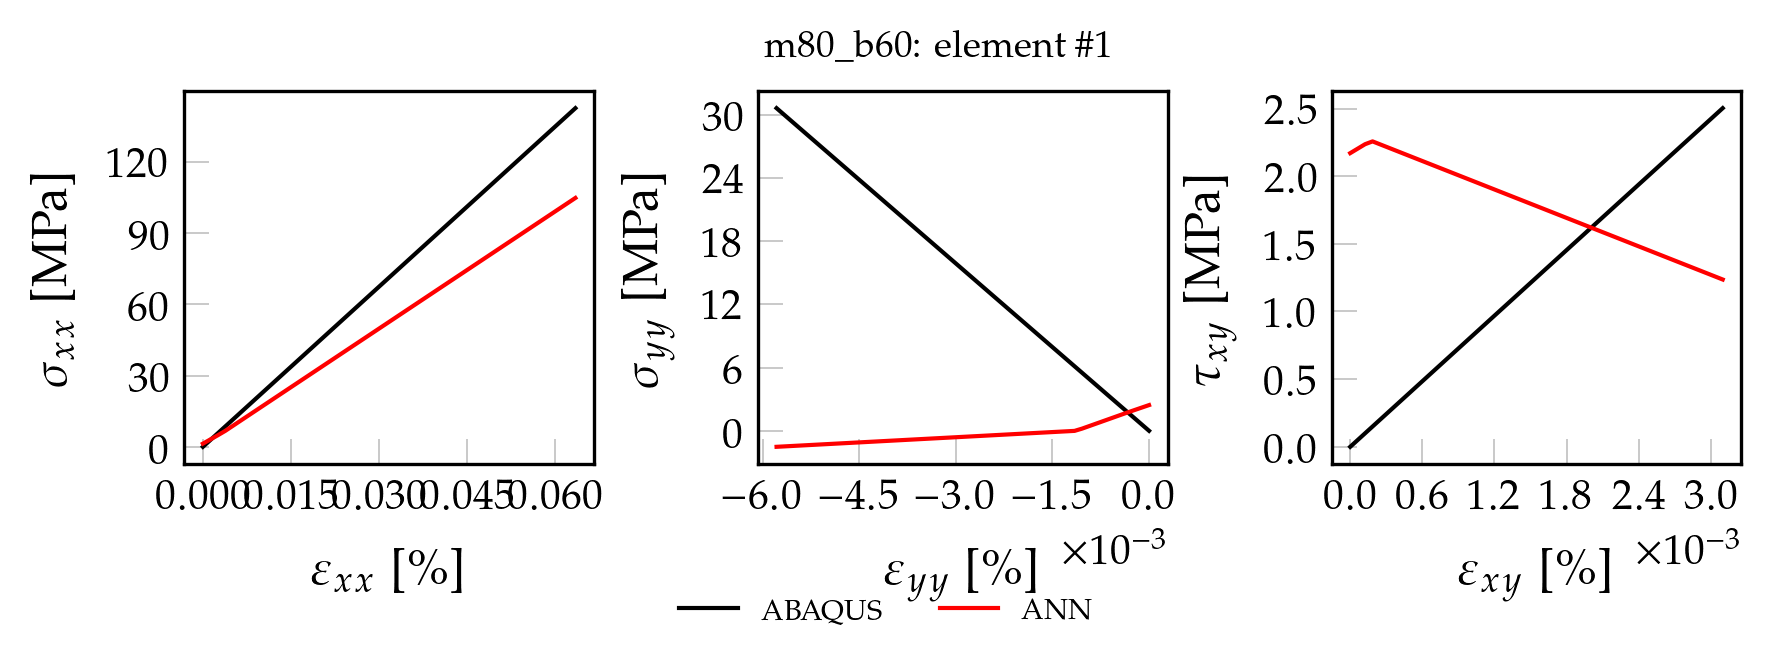 m80_b60: element #1
σxx [MPa]
120
90
60
30
0
0.000 0.015 0.030 0.045 0.060
εxx [%]
σyy [MPa]
30
24
18
12
6
0
−6.0 −4.5 −3.0 −1.5 0.0
×10−3
εyy [%]
τxy [MPa]
2.5
2.0
1.5
1.0
0.5
0.0
0.0 0.6 1.2 1.8 2.4 3.0
×10−3
εxy [%]
ABAQUS ANN